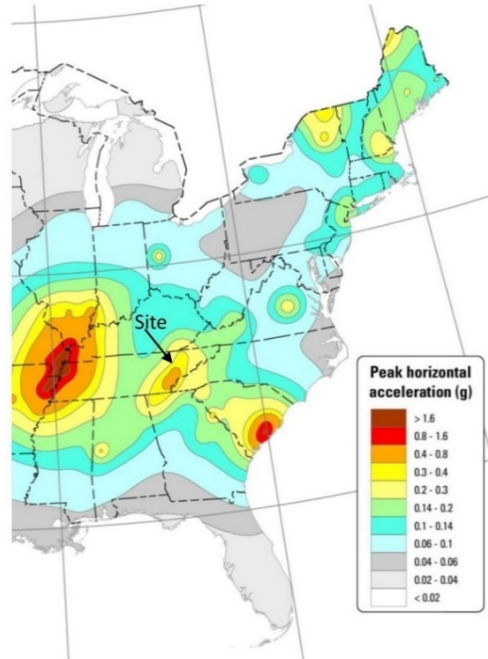 Site
Peak horizontal
acceleration (g)
> 1.6
0.8 - 1.6
0.4 - 0.8
0.3 - 0.4
0.2 - 0.3
0.14 - 0.2
0.1 - 0.14
0.06 - 0.1
0.04 - 0.06
0.02 - 0.04
< 0.02